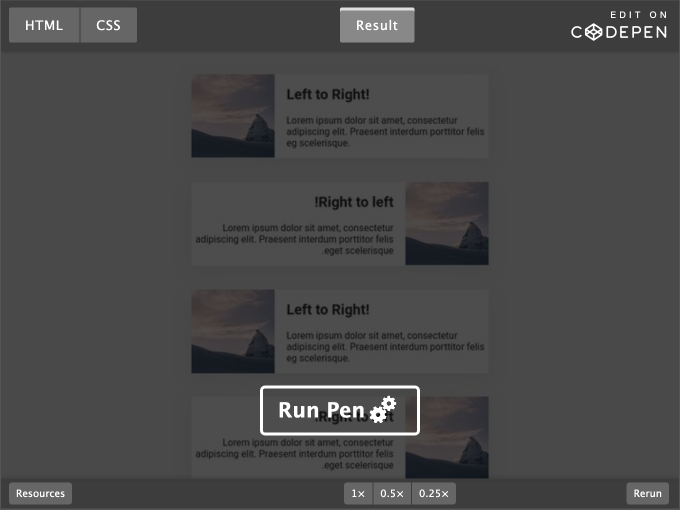 HTML
CSS
Result
EDIT ON
CODEPEN
Left to Right!
Lorem ipsum dolor sit amet, consectetur
adipiscing elit. Praesent interdum porttitor felis
eg scelerisque.
!Right to left
Lorem ipsum dolor sit amet, consectetur
adipiscing elit. Praesent interdum porttitor felis
.eget scelerisque
Left to Right!
Lorem ipsum dolor sit amet, consectetur
adipiscing elit. Praesent interdum porttitor felis
eg scelerisque.
Run Pen
!Right to left
Lorem ipsum dolor sit amet, consectetur
adipiscing elit. Praesent interdum porttitor felis
.eget scelerisque
Resources
1×
0.5×
0.25×
Rerun